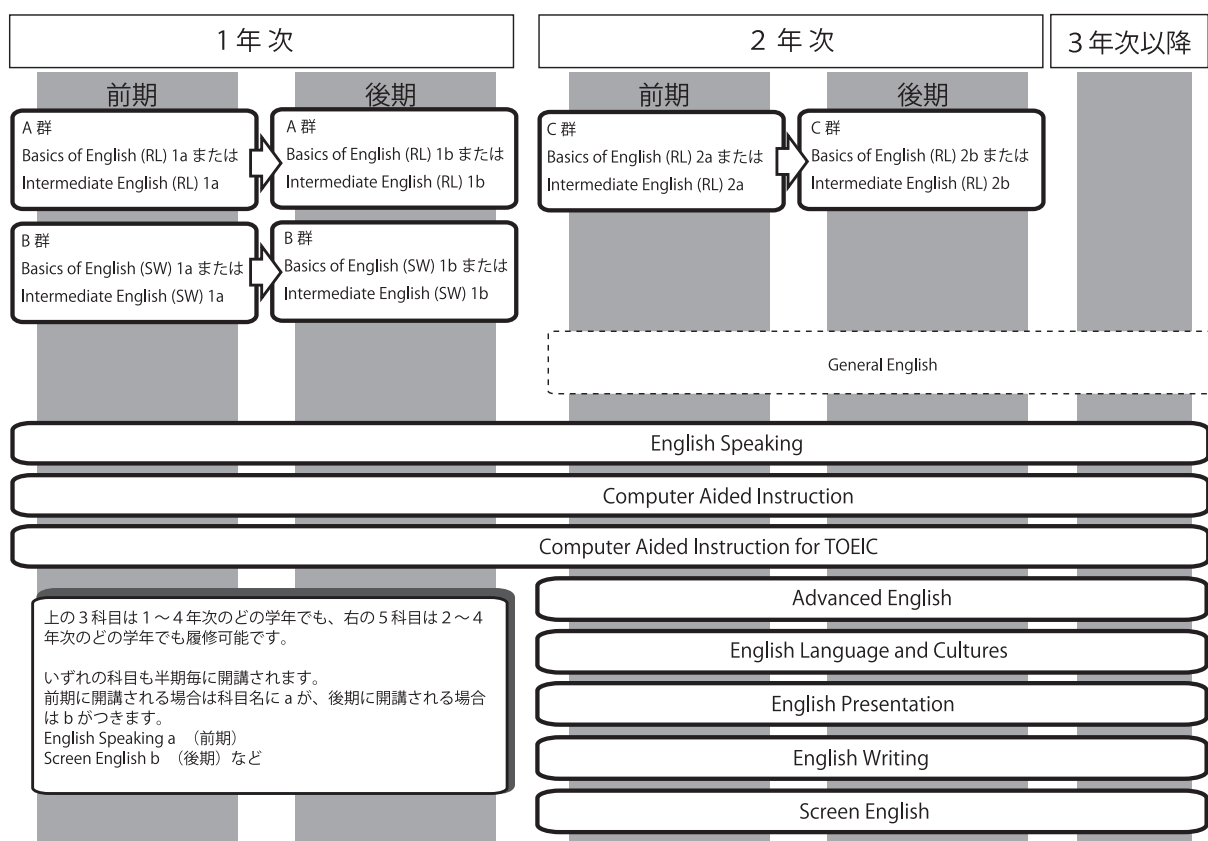 1 年 次
2 年 次
3 年次以降
前期
後期
前期
後期
A 群
Basics of English (RL) 1a または
Intermediate English (RL) 1a
A 群
Basics of English (RL) 1b または
Intermediate English (RL) 1b
C 群
Basics of English (RL) 2a または
Intermediate English (RL) 2a
C 群
Basics of English (RL) 2b または
Intermediate English (RL) 2b
B 群
Basics of English (SW) 1a または
Intermediate English (SW) 1a
B 群
Basics of English (SW) 1b または
Intermediate English (SW) 1b
General English
English Speaking
Computer Aided Instruction
Computer Aided Instruction for TOEIC
上の 3 科目は 1 ～ 4 年次のどの学年でも、右の 5 科目は 2 ～ 4
年次のどの学年でも履修可能です。
いずれの科目も半期毎に開講されます。
前期に開講される場合は科目名に a が、後期に開講される場合
は b がつきます。
English Speaking a （前期）
Screen English b （後期）など
Advanced English
English Language and Cultures
English Presentation
English Writing
Screen English